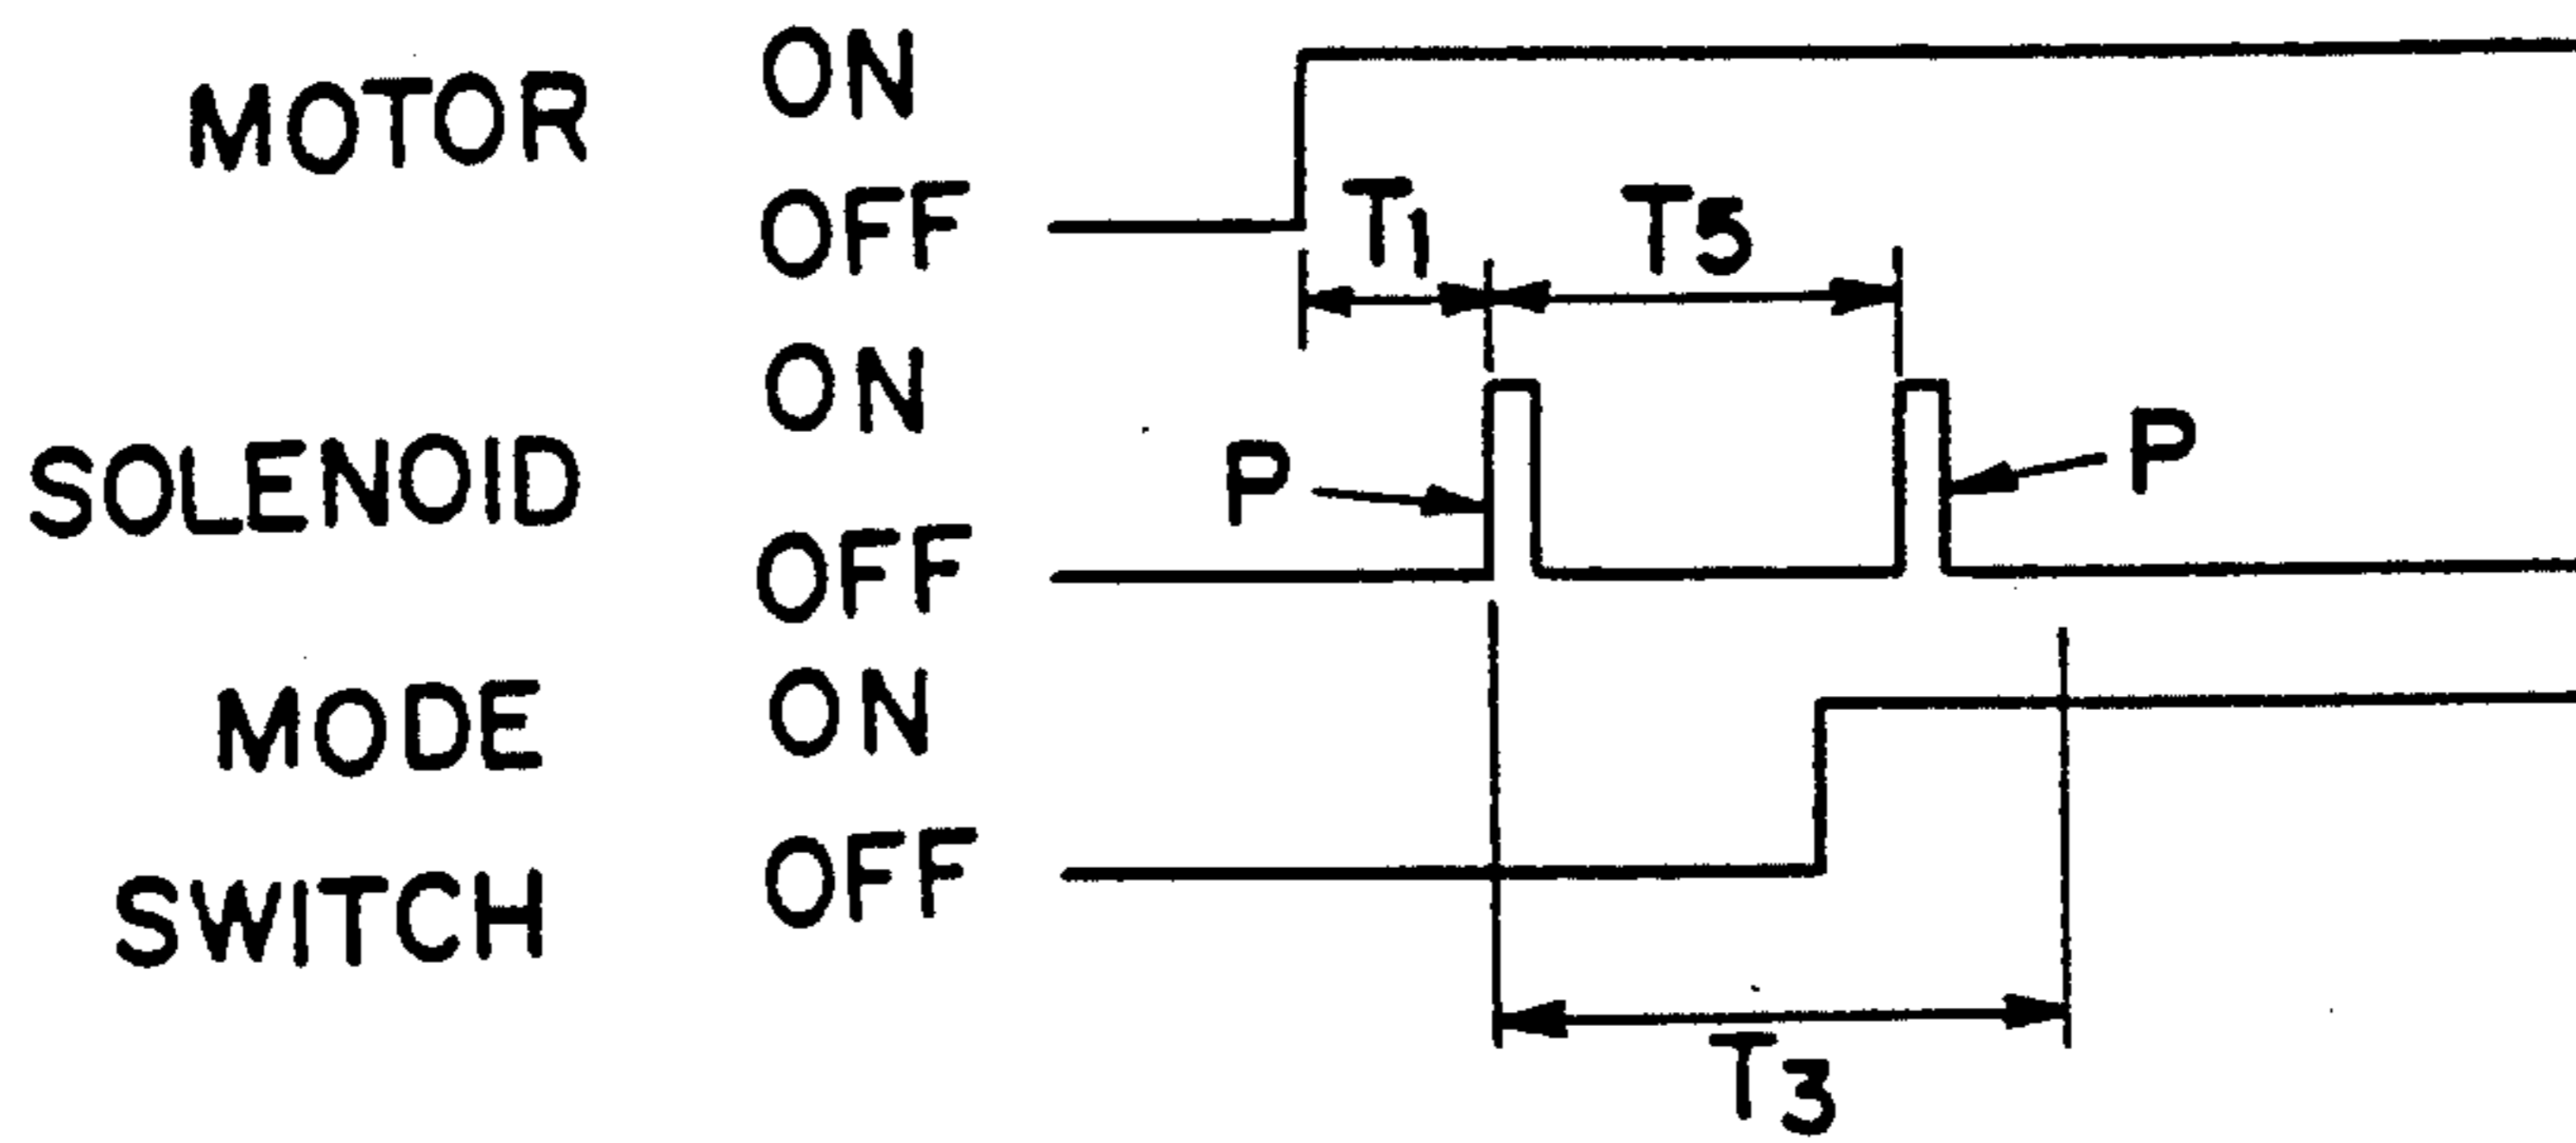 MOTOR
ON
OFF
T1
T5
SOLENOID
ON
OFF
P
P
MODE
SWITCH
ON
OFF
T3